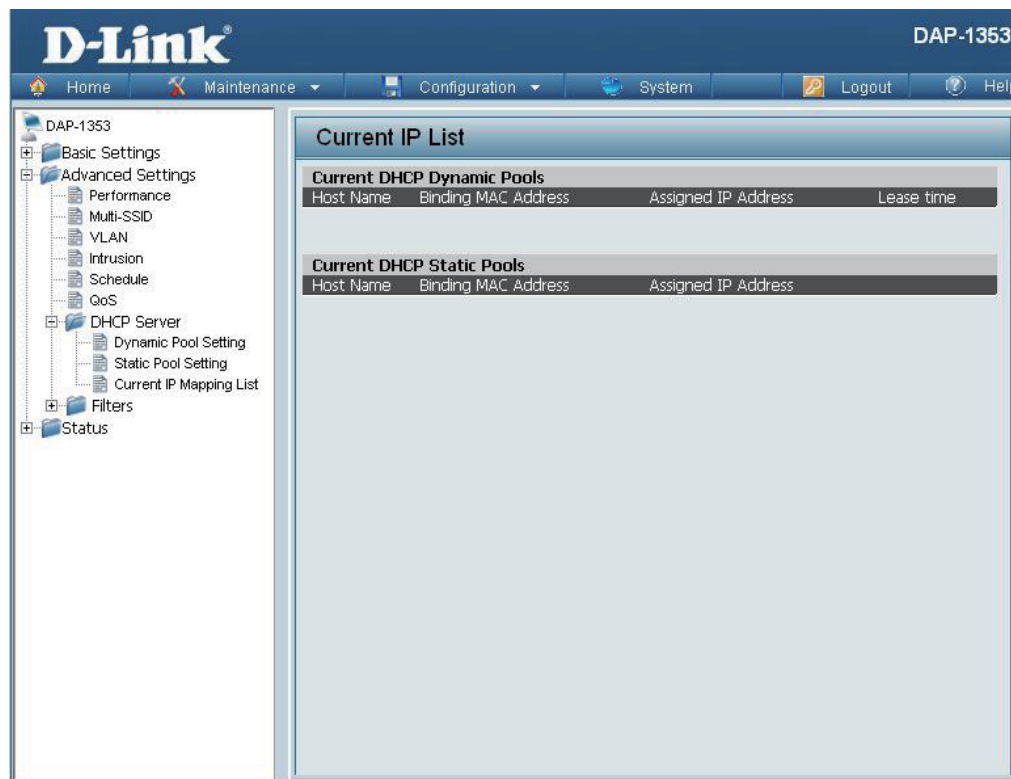 D-Link®
DAP-1353
Home Maintenance Configuration System Logout Help
DAP-1353
Basic Settings
Advanced Settings
Performance
Multi-SSID
VLAN
Intrusion
Schedule
QoS
DHCP Server
Dynamic Pool Setting
Static Pool Setting
Current IP Mapping List
Filters
Status
Current IP List
Current DHCP Dynamic Pools
Host Name Binding MAC Address Assigned IP Address Lease time
Current DHCP Static Pools
Host Name Binding MAC Address Assigned IP Address